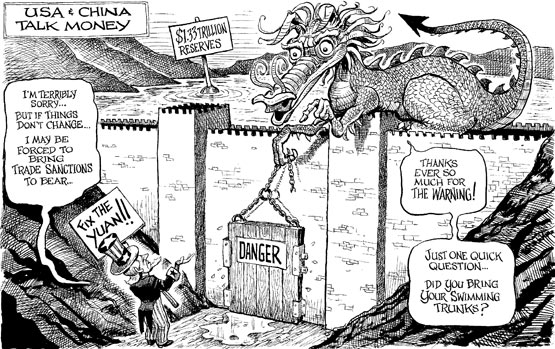 USA & CHINA
TALK MONEY
$1.33 TRILLION
RESERVES
I'M TERRIBLY
SORRY...
BUT IF THINGS
DON'T CHANGE...
I MAY BE
FORCED TO
BRING
TRADE SANCTIONS
TO BEAR...
FIX THE
YUAN!!
DANGER
THANKS
EVER SO
MUCH FOR
THE WARNING!
JUST ONE QUICK
QUESTION...
DID YOU BRING
YOUR SWIMMING
TRUNKS?